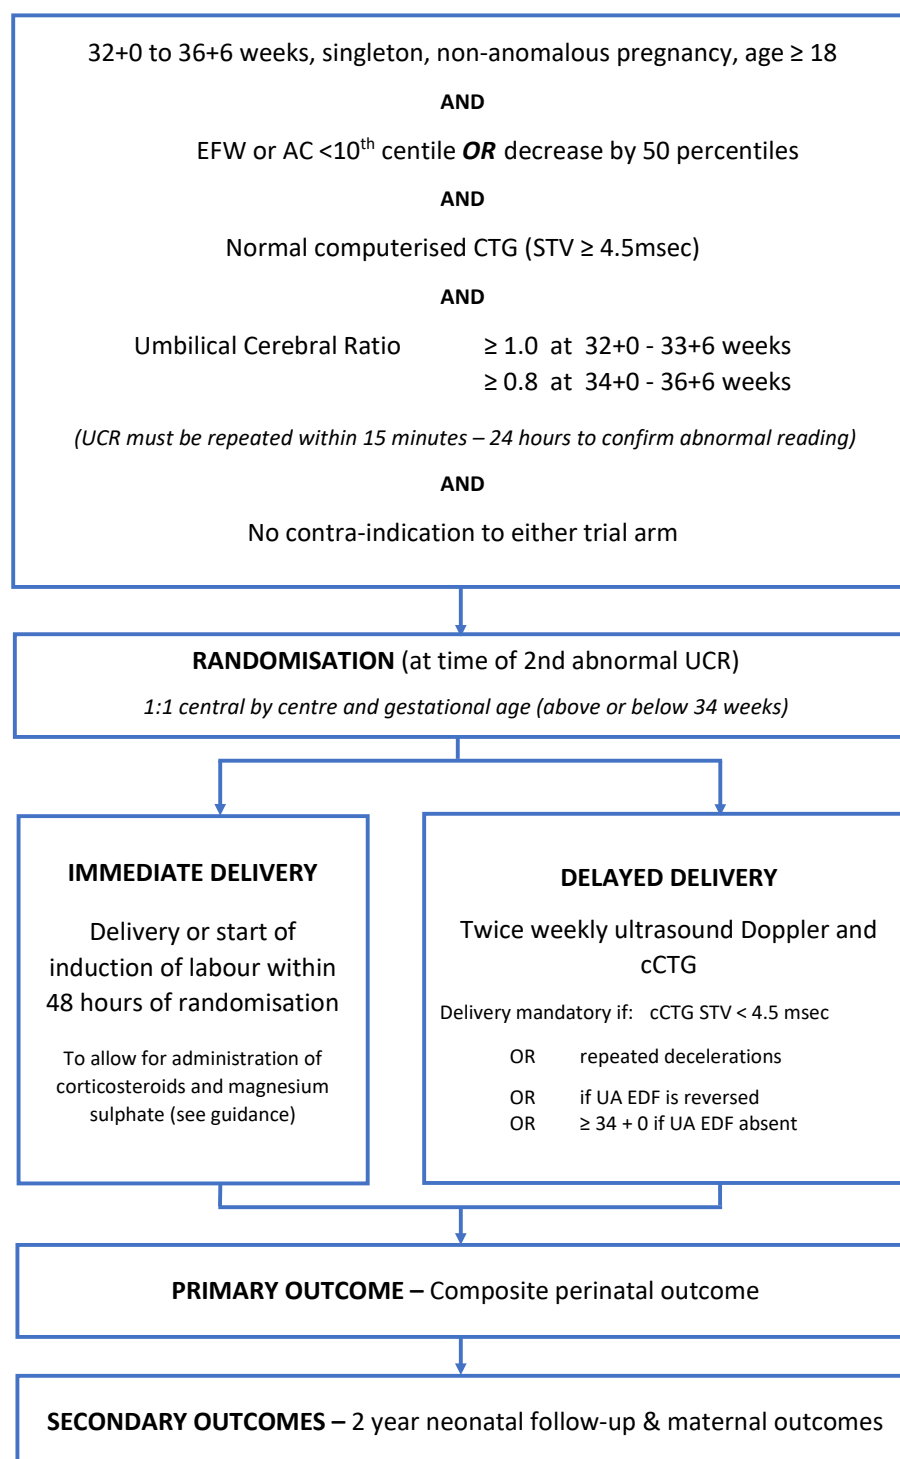 32+0 to 36+6 weeks, singleton, non-anomalous pregnancy, age ≥ 18
AND
EFW or AC <10th centile OR decrease by 50 percentiles
AND
Normal computerised CTG (STV ≥ 4.5msec)
AND
Umbilical Cerebral Ratio ≥ 1.0 at 32+0 - 33+6 weeks
≥ 0.8 at 34+0 - 36+6 weeks
(UCR must be repeated within 15 minutes – 24 hours to confirm abnormal reading)
AND
No contra-indication to either trial arm
RANDOMISATION (at time of 2nd abnormal UCR)
1:1 central by centre and gestational age (above or below 34 weeks)
IMMEDIATE DELIVERY
Delivery or start of
induction of labour within
48 hours of randomisation
To allow for administration of
corticosteroids and magnesium
sulphate (see guidance)
DELAYED DELIVERY
Twice weekly ultrasound Doppler and
cCTG
Delivery mandatory if: cCTG STV < 4.5 msec
OR repeated decelerations
OR if UA EDF is reversed
OR ≥ 34 + 0 if UA EDF absent
PRIMARY OUTCOME – Composite perinatal outcome
SECONDARY OUTCOMES – 2 year neonatal follow-up & maternal outcomes